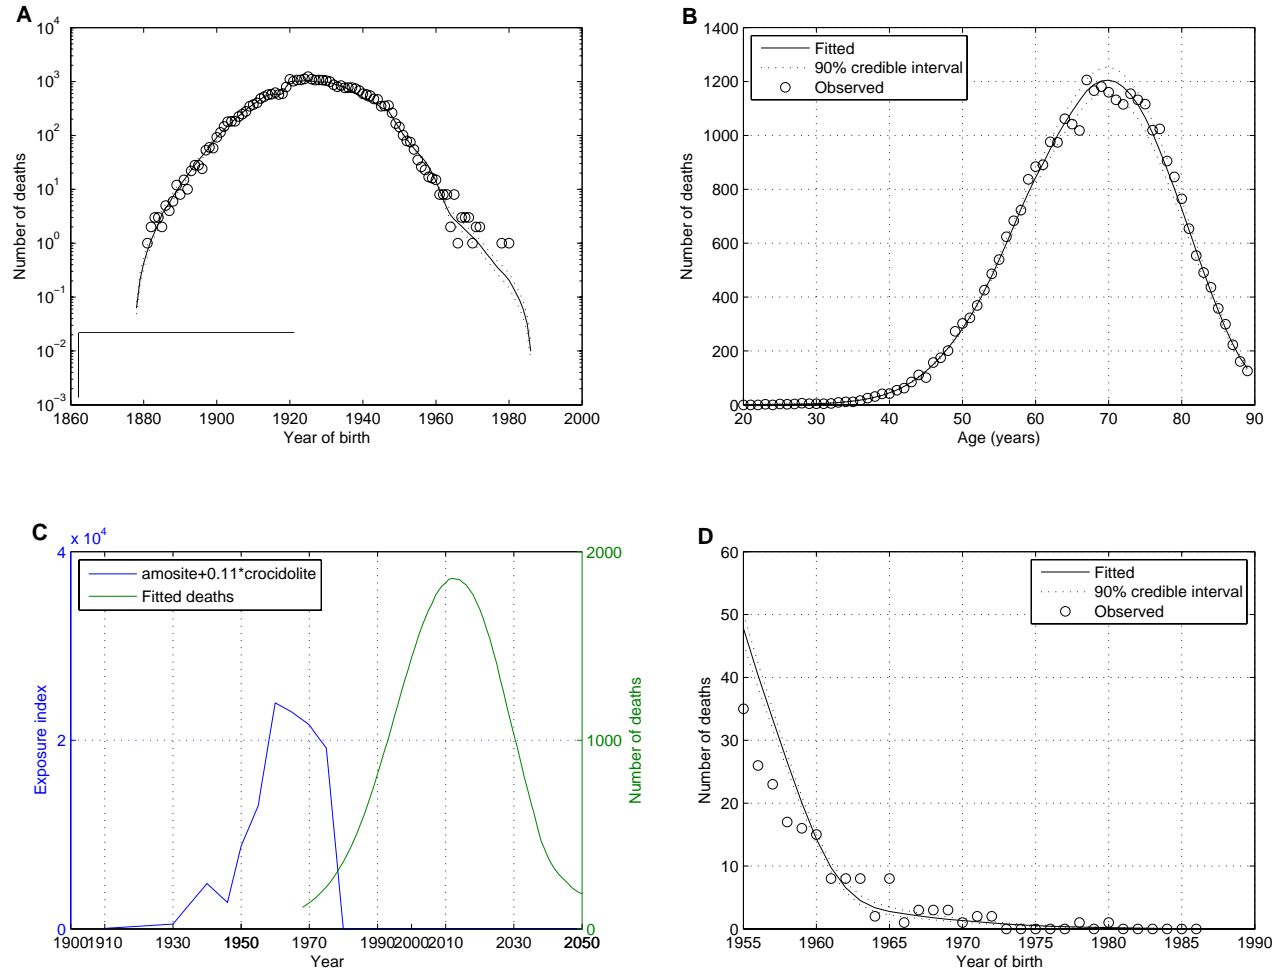 A
10^4
10^3
10^2
10^1
10^0
10^-1
10^-2
10^-3
Number of deaths
1860 1880 1900 1920 1940 1960 1980 2000
Year of birth
B
1400
1200
1000
800
600
400
200
0
Number of deaths
Fitted
90% credible interval
Observed
20 30 40 50 60 70 80 90
Age (years)
C
x 10^4
4
2
0
Exposure index
amosite+0.11*crocidolite
Fitted deaths
2000
1000
0
Number of deaths
1900 1910 1930 1950 1970 1990 2000 2010 2030 2050
Year
D
60
50
40
30
20
10
0
Number of deaths
Fitted
90% credible interval
Observed
1955 1960 1965 1970 1975 1980 1985 1990
Year of birth